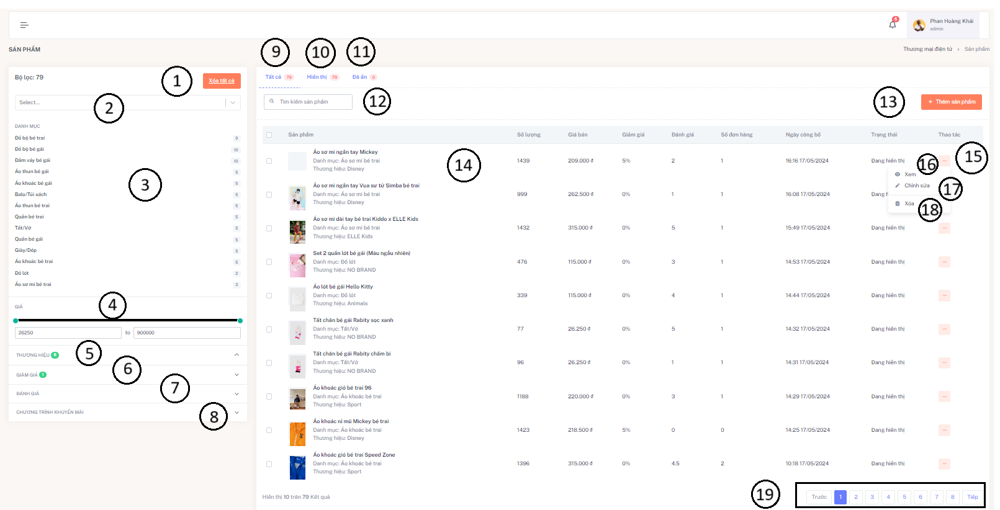 5
Phan Hoàng Khải
admin
SẢN PHẨM
Thương mại điện tử > Sản phẩm
9
10
11
Bộ lọc: 79
1
Xóa tất cả
Tất cả 79
Hiển thị 79
Đã ẩn 0
Select...
2
Tìm kiếm sản phẩm
12
13
+ Thêm sản phẩm
DANH MỤC
Đồ bộ bé trai 9
Đồ bộ bé gái 10
Đầm váy bé gái 10
Áo thun bé gái 5
Áo khoác bé gái 5
Balo/Túi xách 5
Áo thun bé trai 5
Quần bé trai 5
Tất/Vớ 5
Quần bé gái 5
Giày/Dép 5
Áo khoác bé trai 5
Đồ lót 2
Áo sơ mi bé trai 3
3
GIÁ
4
26250 to 900000
THƯƠNG HIỆU 9
5
GIẢM GIÁ 1
6
ĐÁNH GIÁ
7
CHƯƠNG TRÌNH KHUYẾN MÃI
8
Sản phẩm Số lượng Giá bán Giảm giá Đánh giá Số đơn hàng Ngày công bố Trạng thái Thao tác
Áo sơ mi ngắn tay Mickey
Danh mục: Áo sơ mi bé trai 1439 209.000 đ 5% 2 1 16:16 17/05/2024 Đang hiển thị ...
Thương hiệu: Disney
14
15
16
Xem
Chỉnh sửa
17
Xóa
18
Áo sơ mi ngắn tay Vua sư tử Simba bé trai
Danh mục: Áo sơ mi bé trai 999 262.500 đ 0% 1 1 16:08 17/05/2024 Đang h
Thương hiệu: Disney
Áo sơ mi dài tay bé trai Kiddo x ELLE Kids
Danh mục: Áo sơ mi bé trai 1432 315.000 đ 0% 5 1 15:49 17/05/2024 Đang hiển thị ...
Thương hiệu: ELLE Kids
Set 2 quần lót bé gái (Màu ngẫu nhiên)
Danh mục: Đồ lót 476 115.000 đ 0% 3 1 14:53 17/05/2024 Đang hiển thị ...
Thương hiệu: NO BRAND
Áo lót bé gái Hello Kitty
Danh mục: Đồ lót 339 115.000 đ 0% 4 1 14:44 17/05/2024 Đang hiển thị ...
Thương hiệu: Animals
Tất chân bé gái Rabity sọc xanh
Danh mục: Tất/Vớ 77 26.250 đ 0% 5 1 14:32 17/05/2024 Đang hiển thị ...
Thương hiệu: NO BRAND
Tất chân bé gái Rabity chấm bi
Danh mục: Tất/Vớ 96 26.250 đ 0% 1 1 14:31 17/05/2024 Đang hiển thị ...
Thương hiệu: NO BRAND
Áo khoác gió bé trai 96
Danh mục: Áo khoác bé trai 1188 220.000 đ 0% 3 1 14:29 17/05/2024 Đang hiển thị ...
Thương hiệu: Sport
Áo khoác nỉ mũ Mickey bé trai
Danh mục: Áo khoác bé trai 1423 218.500 đ 5% 0 0 14:25 17/05/2024 Đang hiển thị ...
Thương hiệu: Disney
Áo khoác gió bé trai Speed Zone
Danh mục: Áo khoác bé trai 1396 315.000 đ 0% 4.5 2 10:18 17/05/2024 Đang hiển thị ...
Thương hiệu: Sport
Hiển thị 10 trên 79 Kết quả
19
Trước 1 2 3 4 5 6 7 8 Tiếp